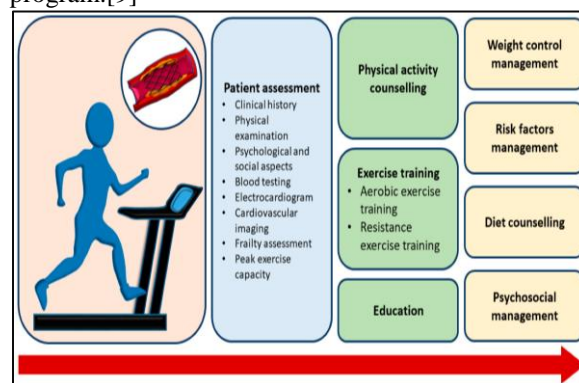 program.[9]
Patient assessment
• Clinical history
• Physical
examination
• Psychological and
social aspects
• Blood testing
• Electrocardiogram
• Cardiovascular
imaging
• Frailty assessment
• Peak exercise
capacity
Physical activity
counselling
Exercise training
• Aerobic exercise
training
• Resistance
exercise training
Education
Weight control
management
Risk factors
management
Diet counselling
Psychosocial
management